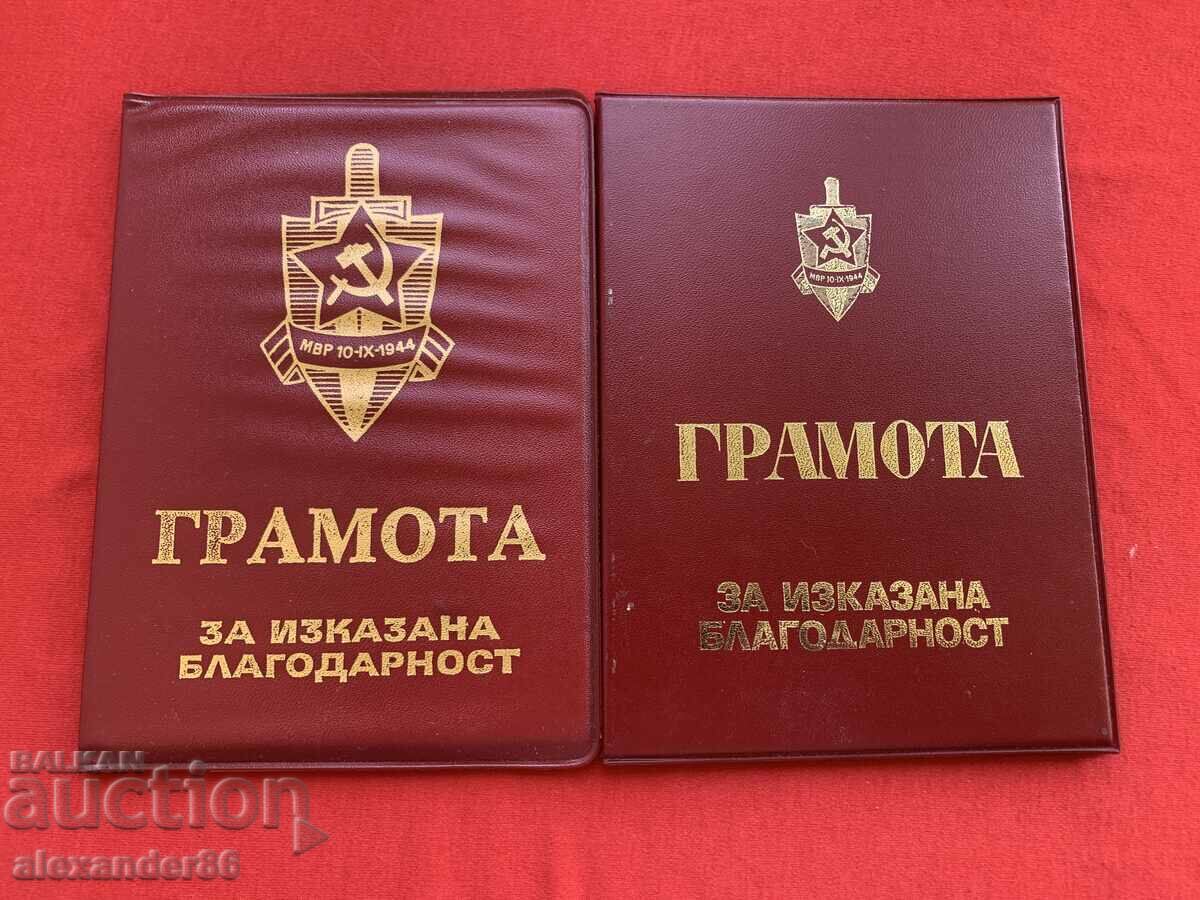 МВР 10-IX-1944
ГРАМОТА
ЗА ИЗКАЗАНА
БЛАГОДАРНОСТ
МВР 10-IX-1944
ГРАМОТА
ЗА ИЗКАЗАНА
БЛАГОДАРНОСТ
BALKAN
auction
alexander86